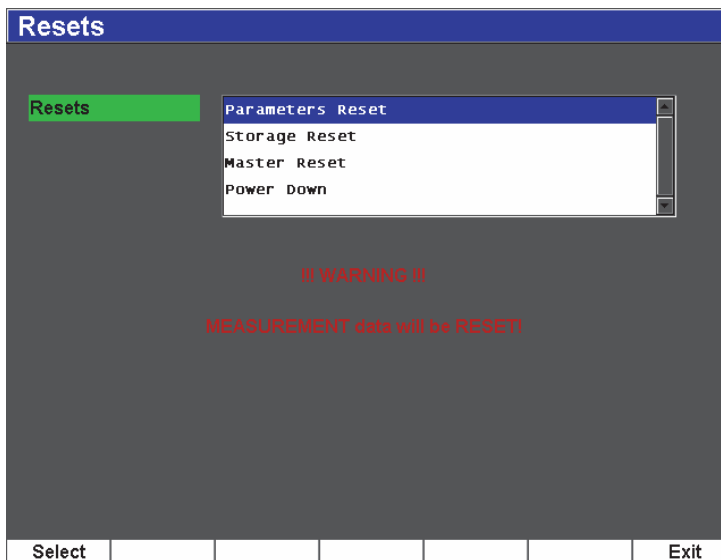 Resets
Resets
Parameters Reset
Storage Reset
Master Reset
Power Down
!!! WARNING !!!
MEASUREMENT data will be RESET!
Select
Exit